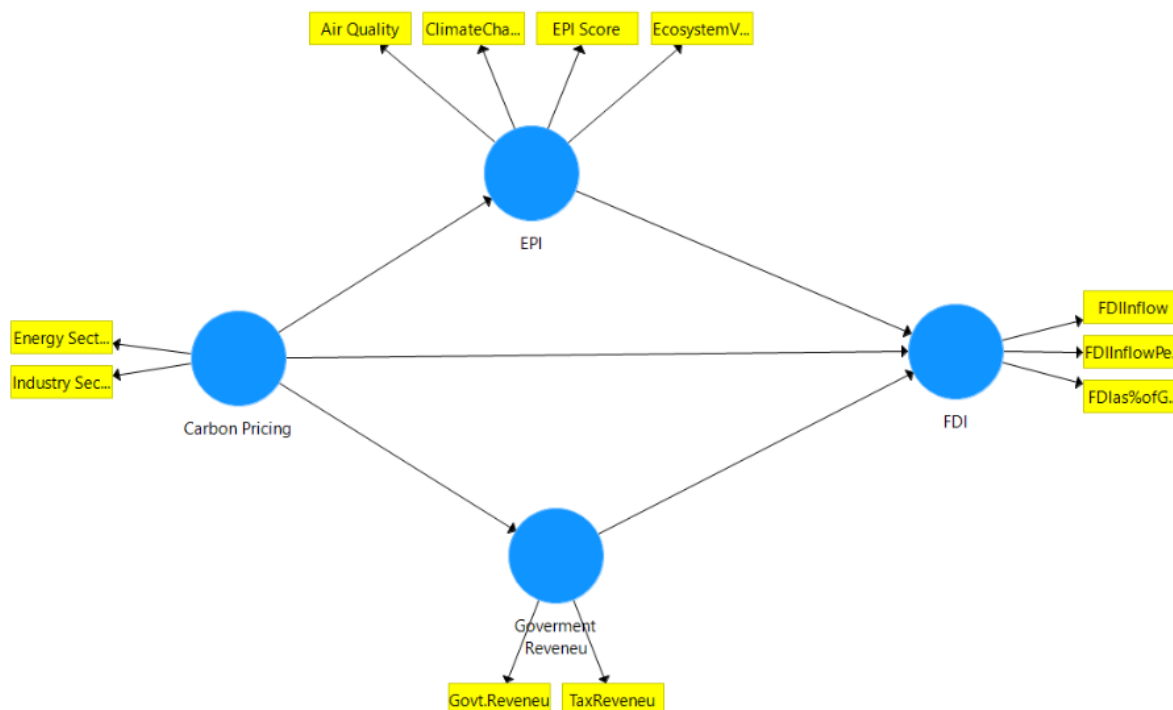 Air Quality
ClimateCha...
EPI Score
EcosystemV...
EPI
Energy Sect...
Industry Sec...
Carbon Pricing
FDIInflow
FDIInflowPe...
FDIas%ofG...
FDI
Goverment
Reveneu
Govt.Reveneu
TaxReveneu